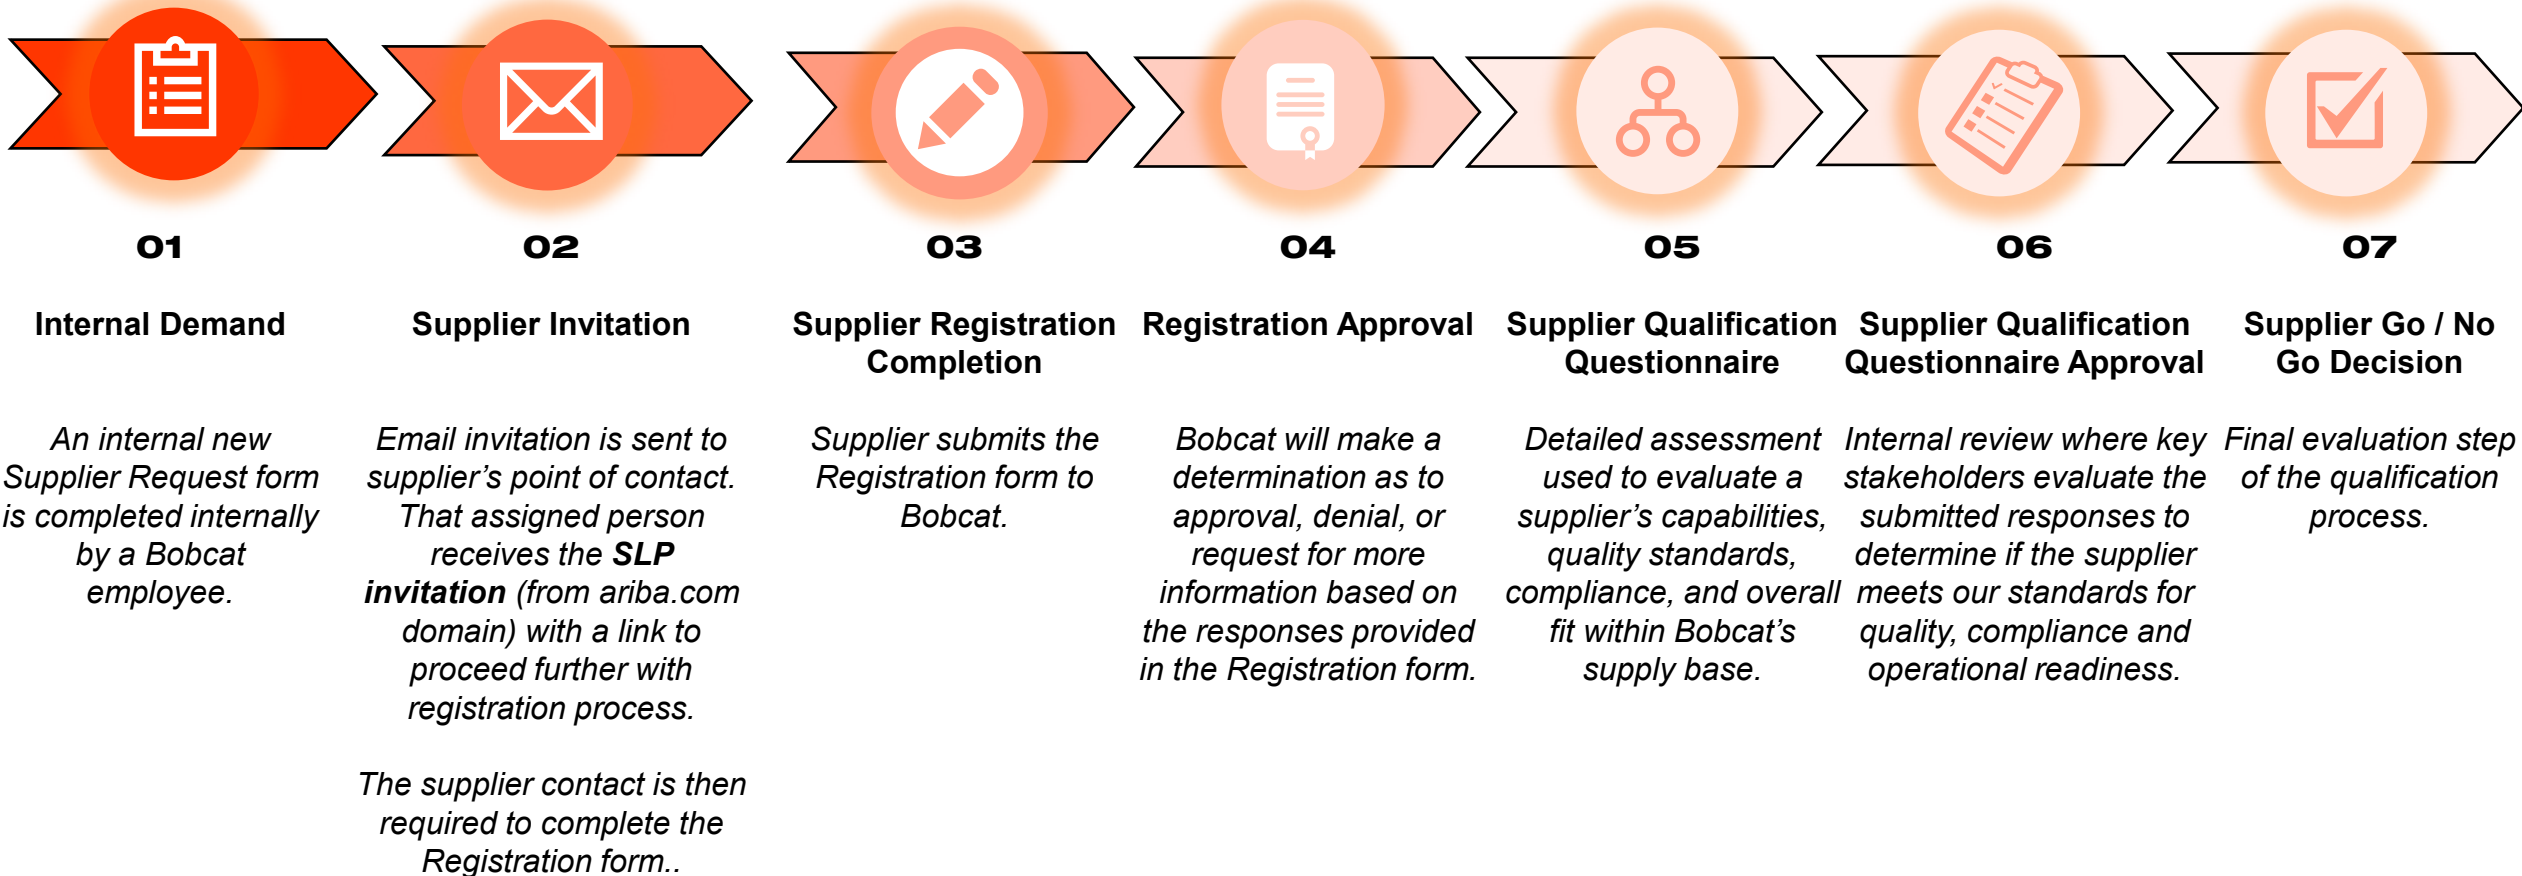 01
Internal Demand
An internal new
Supplier Request form
is completed internally
by a Bobcat
employee.
02
Supplier Invitation
Email invitation is sent to
supplier’s point of contact.
That assigned person
receives the SLP
invitation (from ariba.com
domain) with a link to
proceed further with
registration process.
The supplier contact is then
required to complete the
Registration form..
03
Supplier Registration
Completion
Supplier submits the
Registration form to
Bobcat.
04
Registration Approval
Bobcat will make a
determination as to
approval, denial, or
request for more
information based on
the responses provided
in the Registration form.
05
Supplier Qualification
Questionnaire
Detailed assessment
used to evaluate a
supplier’s capabilities,
quality standards,
compliance, and overall
fit within Bobcat’s
supply base.
06
Supplier Qualification
Questionnaire Approval
Internal review where key
stakeholders evaluate the
submitted responses to
determine if the supplier
meets our standards for
quality, compliance and
operational readiness.
07
Supplier Go / No
Go Decision
Final evaluation step
of the qualification
process.